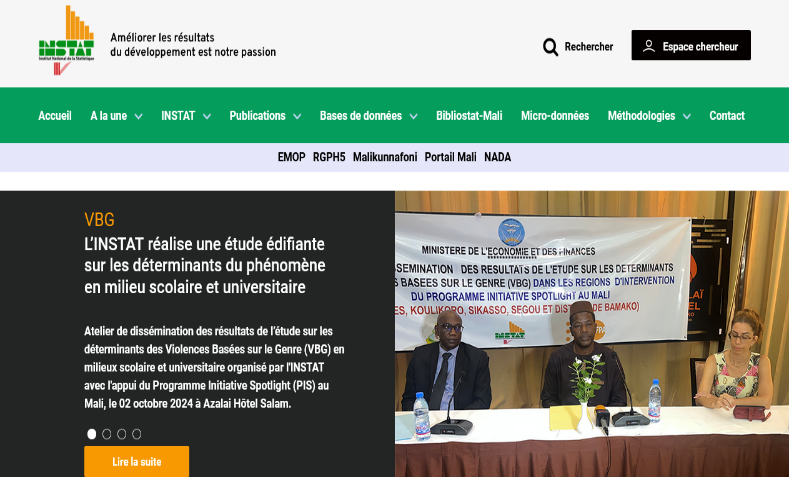 INSTAT
Institut National de la Statistique
Améliorer les résultats
du développement est notre passion
Rechercher
Espace chercheur
Accueil
A la une
INSTAT
Publications
Bases de données
Bibliostat-Mali
Micro-données
Méthodologies
Contact
EMOP RGPH5 Malikunnafoni Portail Mali NADA
VBG
L'INSTAT réalise une étude édifiante
sur les déterminants du phénomène
en milieu scolaire et universitaire
Atelier de dissémination des résultats de l'étude sur les
déterminants des Violences Basées sur le Genre (VBG) en
milieux scolaire et universitaire organisé par l'INSTAT
avec l'appui du Programme Initiative Spotlight (PIS) au
Mali, le 02 octobre 2024 à Azalai Hôtel Salam.
Lire la suite
MINISTERE DE L'ECONOMIE ET DES FINANCES
SSEMINATION DES RESULTATS DE L'ETUDE SUR LES DETERMINANTS
S BASEES SUR LE GENRE (VBG) DANS LES REGIONS D'INTERVENTION
DU PROGRAMME INITIATIVE SPOTLIGHT AU MALI
ES, KOULIKORO, SIKASSO, SEGOU ET DIST DE BAMAKO)
INSTAT